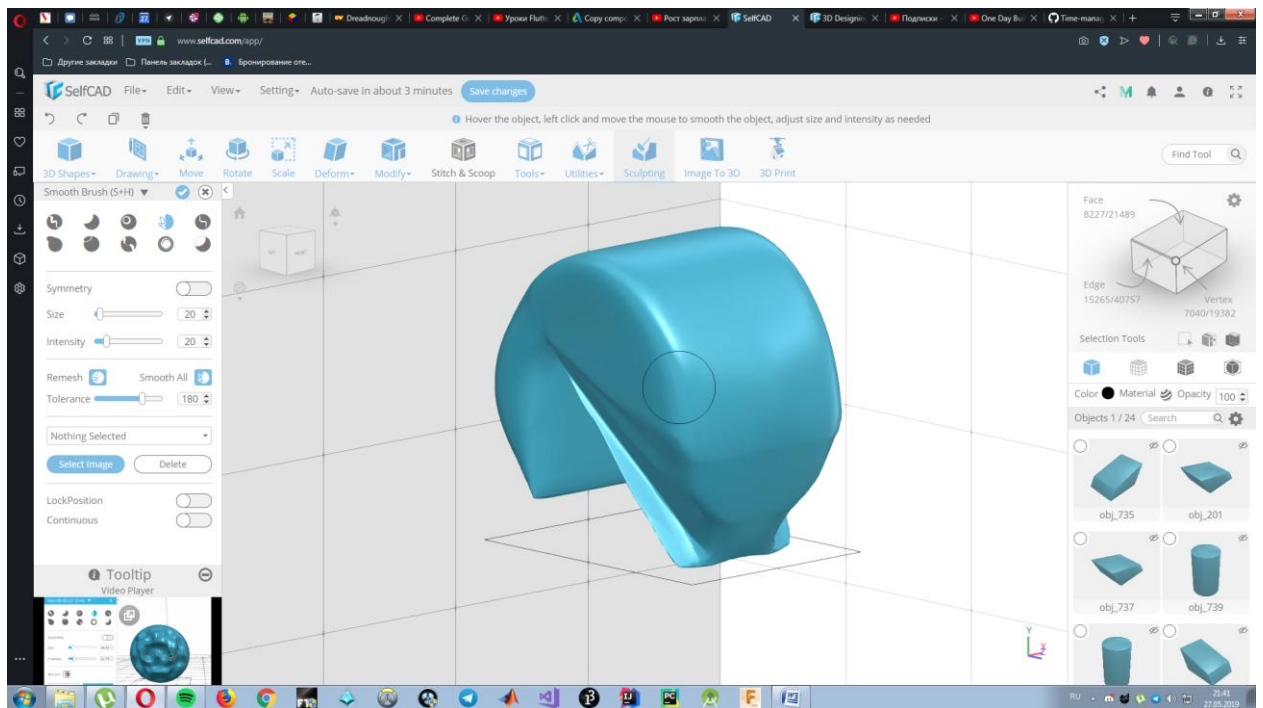 Dreadnough
Complete G
Уроки Flutte
Copy compo
Рост зарпла
SelfCAD
3D Designin
Подписки -
One Day Bui
Time-manag
VPN www.selfcad.com/app/
Другие закладки Панель закладок (... B. Бронирование оте...
SelfCAD File Edit View Setting Auto-save in about 3 minutes Save changes
Hover the object, left click and move the mouse to smooth the object, adjust size and intensity as needed
3D Shapes Drawing Move Rotate Scale Deform Modify Stitch & Scoop Tools Utilities Sculpting Image To 3D 3D Print
Find Tool
Smooth Brush (S+H)
Symmetry
Size 20
Intensity 20
Remesh Smooth All
Tolerance 180
Nothing Selected
Select Image Delete
LockPosition
Continuous
Tooltip
Video Player
Face
8227/21489
Edge
15265/40757
Vertex
7040/19382
Selection Tools
Color Material Opacity 100
Objects 1 / 24 Search
obj_735 obj_201
obj_737 obj_739
Y
RU 21:41
27.05.2019